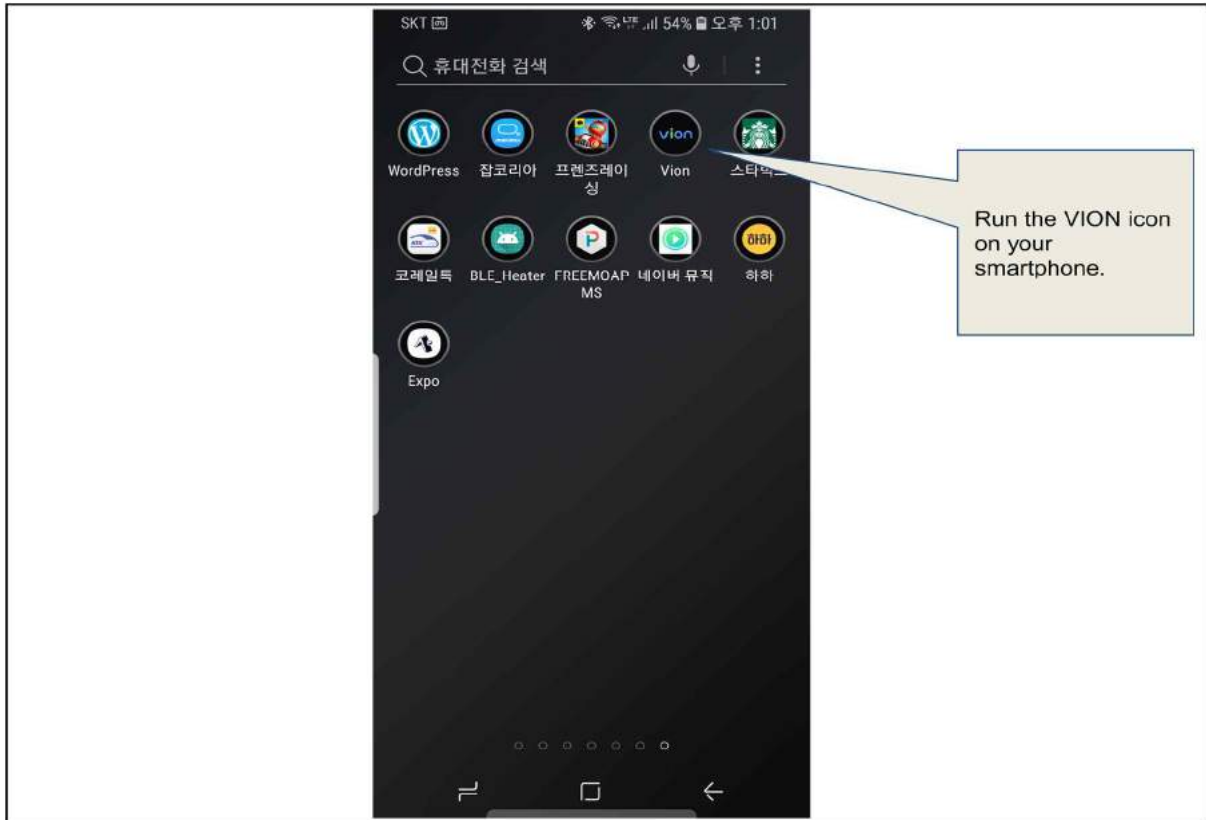 SKT LTE 54% 오후 1:01
휴대전화 검색
vion
WordPress 잡코리아 프렌즈레이 Vion
싱
하하
코레일톡 BLE_Heater FREEMOAP 네이버 뮤직 하하
MS
Expo
Run the VION icon
on your
smartphone.